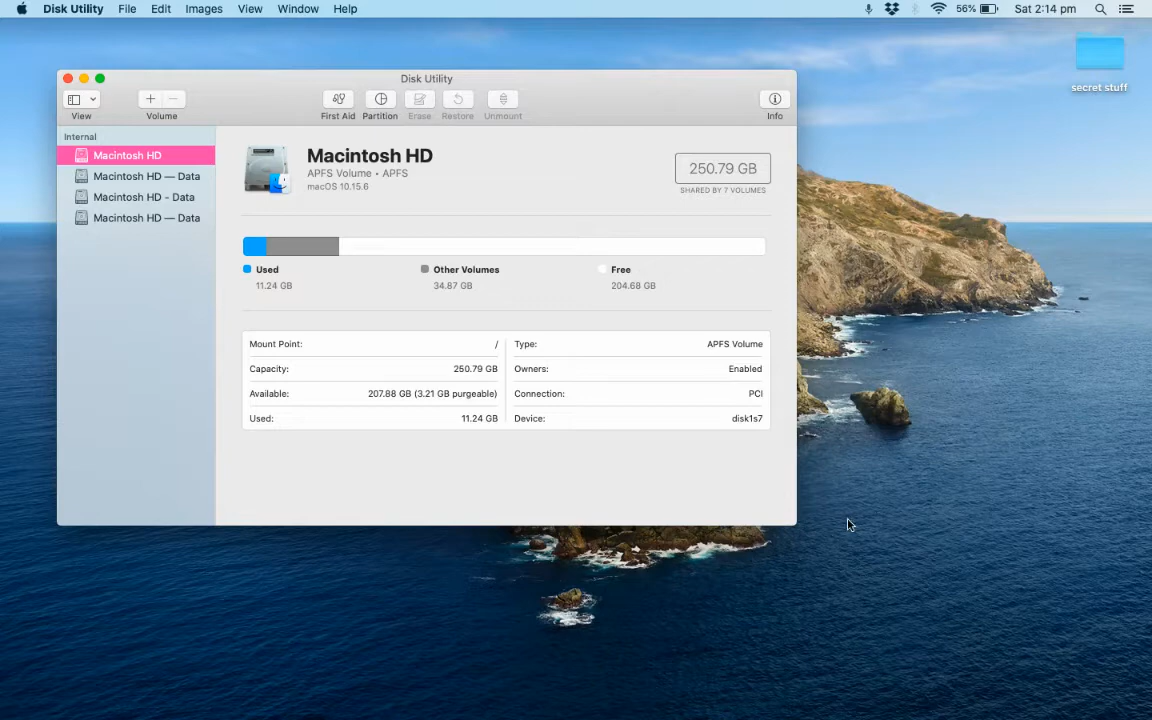 Disk Utility File Edit Images View Window Help 56% Sat 2:14 pm
secret stuff
Disk Utility
View Volume First Aid Partition Erase Restore Unmount Info
Internal
Macintosh HD
Macintosh HD — Data
Macintosh HD - Data
Macintosh HD — Data
Macintosh HD
APFS Volume • APFS
macOS 10.15.6
250.79 GB
SHARED BY 7 VOLUMES
Used Other Volumes Free
11.24 GB 34.87 GB 204.68 GB
Mount Point: / Type: APFS Volume
Capacity: 250.79 GB Owners: Enabled
Available: 207.88 GB (3.21 GB purgeable) Connection: PCI
Used: 11.24 GB Device: disk1s7